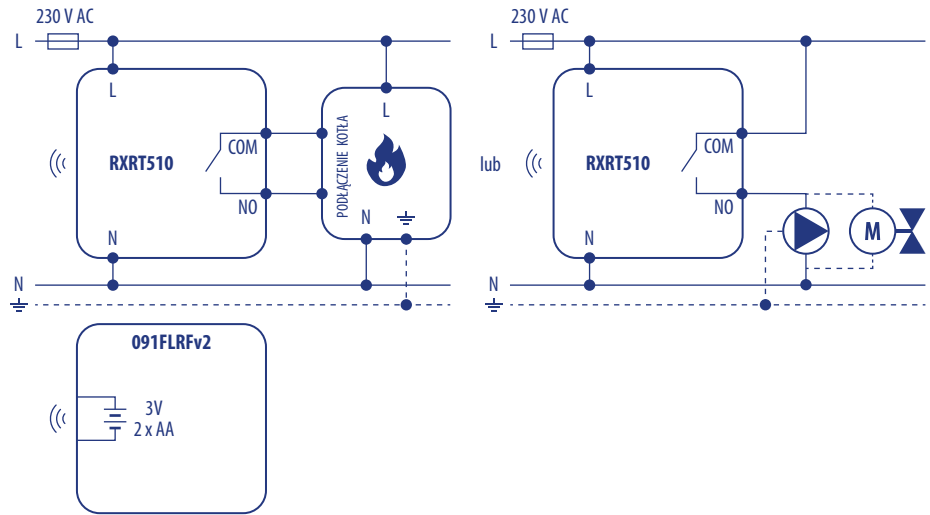 230 V AC
L
L
RXRT510
COM
NO
N
N
PODŁĄCZENIE KOTŁA
L
N
lub
230 V AC
L
L
RXRT510
COM
NO
N
N
M
091FLRFv2
3V
2 x AA